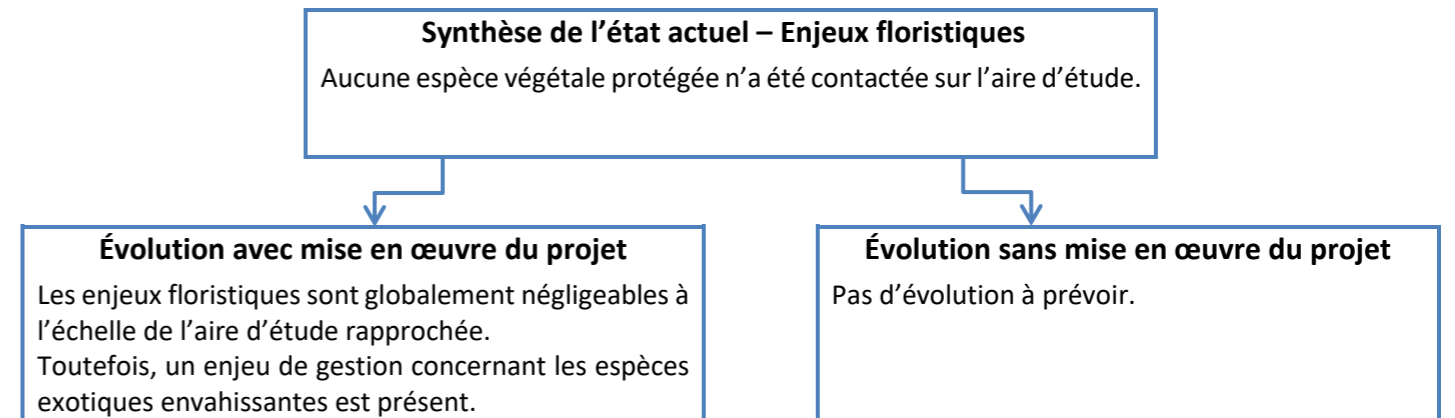 Synthèse de l’état actuel – Enjeux floristiques
Aucune espèce végétale protégée n’a été contactée sur l’aire d’étude.
Évolution avec mise en œuvre du projet
Les enjeux floristiques sont globalement négligeables à
l’échelle de l’aire d’étude rapprochée.
Toutefois, un enjeu de gestion concernant les espèces
exotiques envahissantes est présent.
Évolution sans mise en œuvre du projet
Pas d’évolution à prévoir.